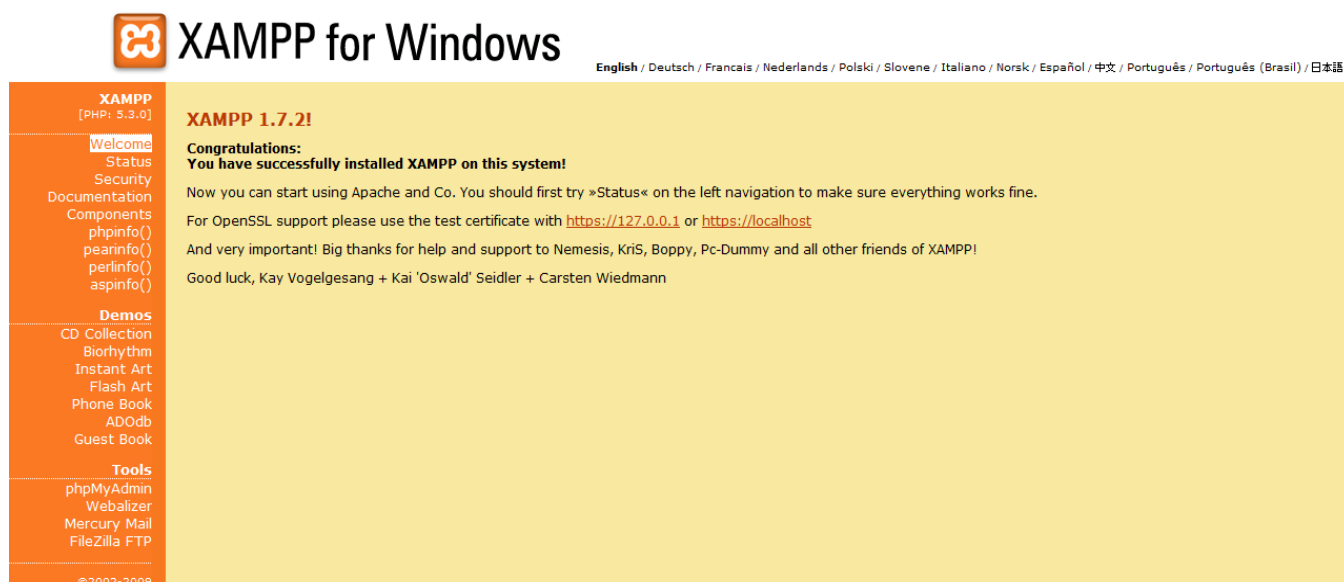 XAMPP for Windows
English / Deutsch / Francais / Nederlands / Polski / Slovene / Italiano / Norsk / Español / 中文 / Português / Português (Brasil) / 日本語
XAMPP
[PHP: 5.3.0]
Welcome
Status
Security
Documentation
Components
phpinfo()
pearinfo()
perlinfo()
aspinfo()
Demos
CD Collection
Biorhythm
Instant Art
Flash Art
Phone Book
ADOdb
Guest Book
Tools
phpMyAdmin
Webalizer
Mercury Mail
FileZilla FTP
©2002-2009
XAMPP 1.7.2!
Congratulations:
You have successfully installed XAMPP on this system!
Now you can start using Apache and Co. You should first try »Status« on the left navigation to make sure everything works fine.
For OpenSSL support please use the test certificate with https://127.0.0.1 or https://localhost
And very important! Big thanks for help and support to Nemesis, KriS, Boppy, Pc-Dummy and all other friends of XAMPP!
Good luck, Kay Vogelgesang + Kai 'Oswald' Seidler + Carsten Wiedmann